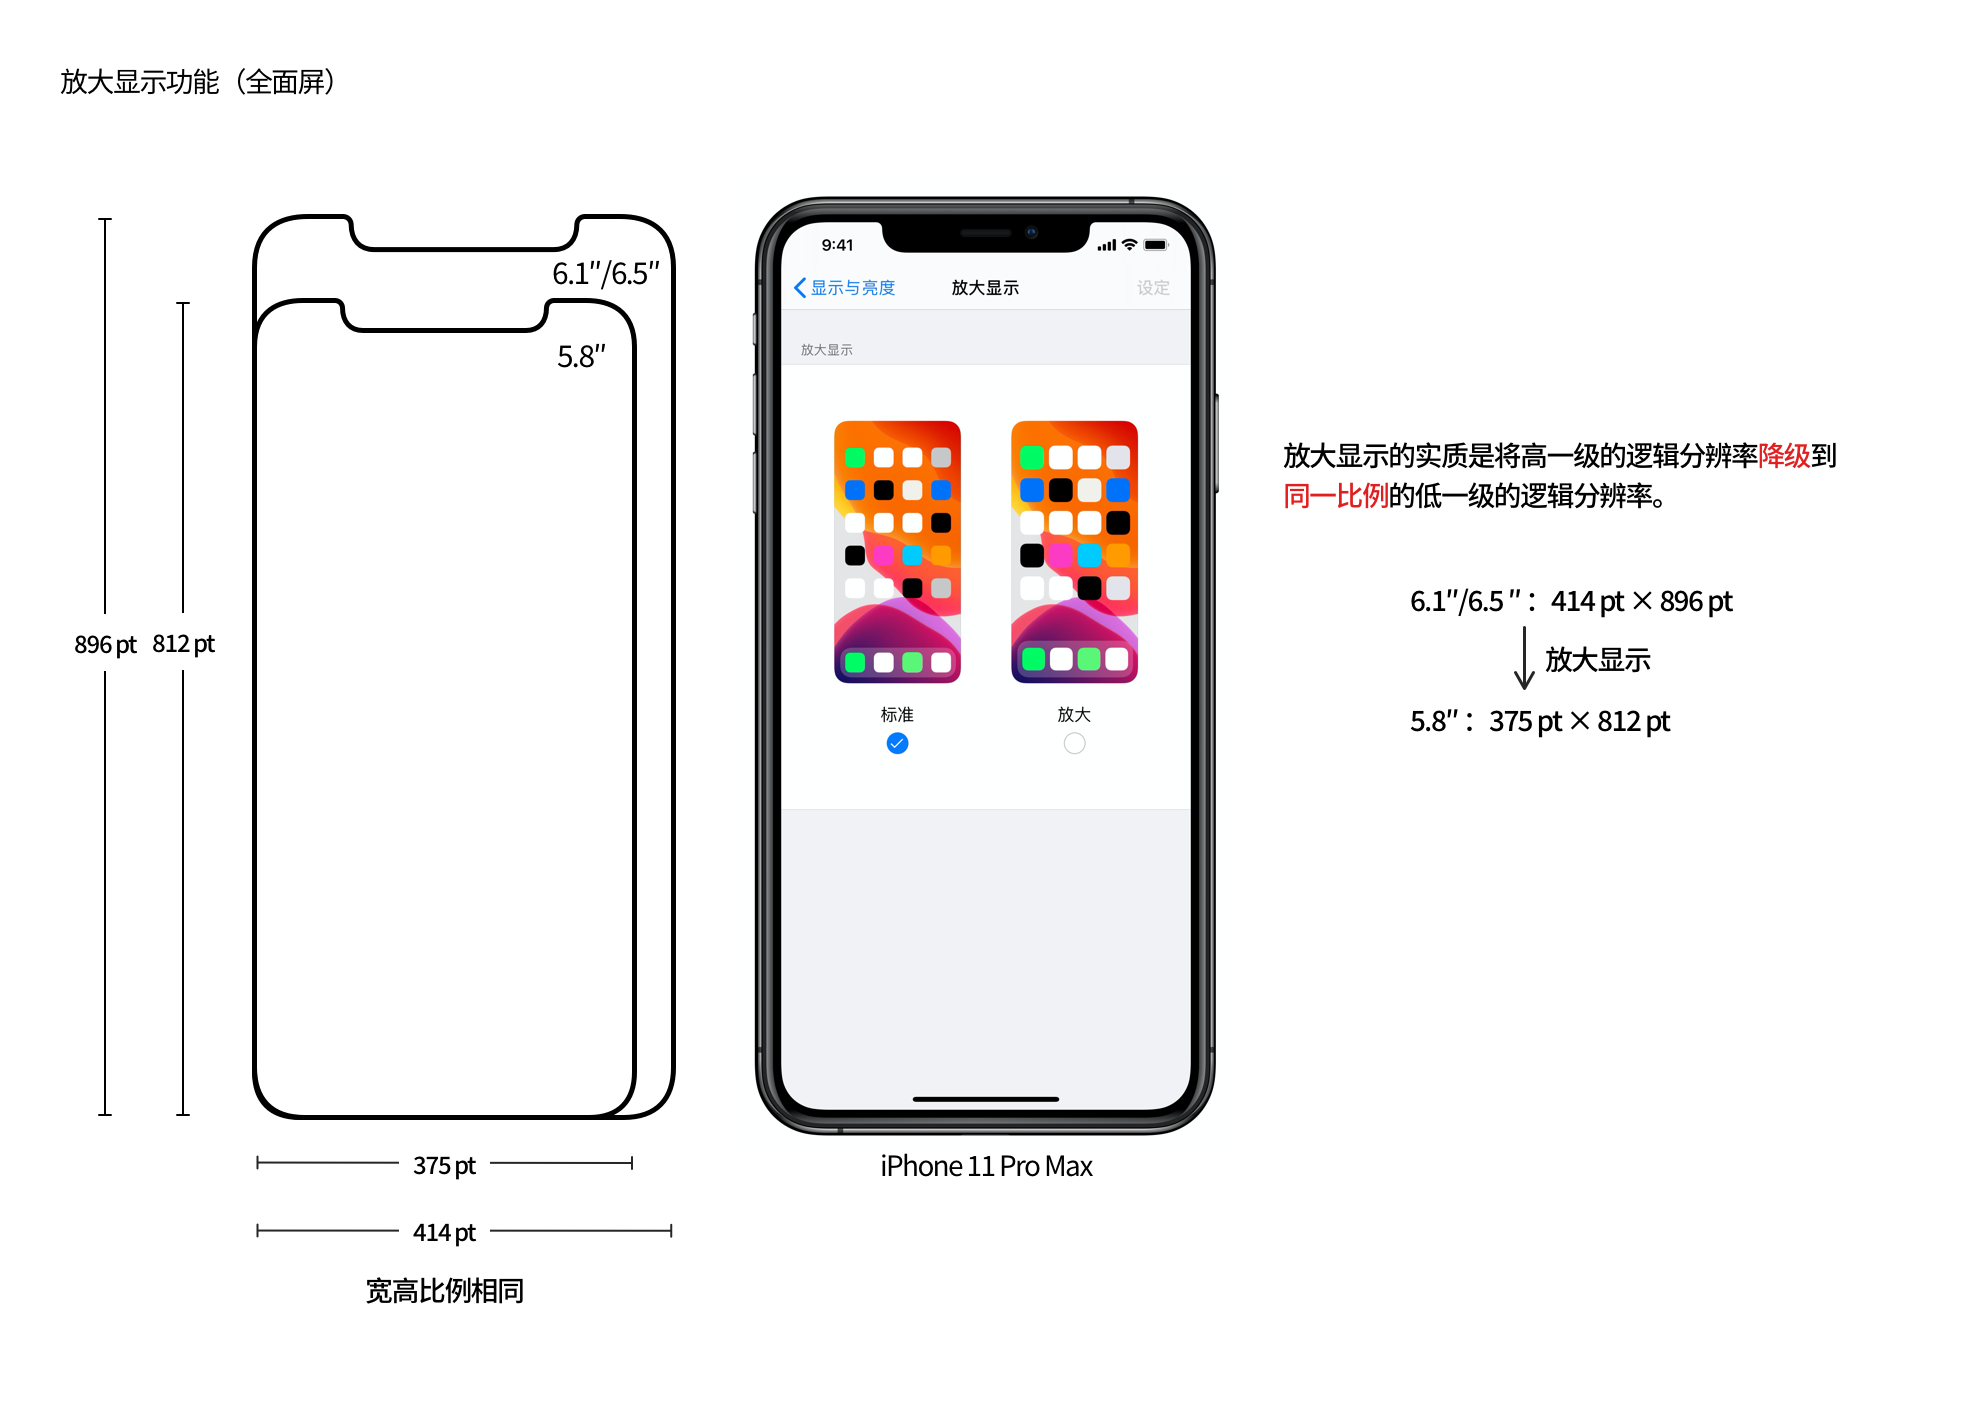 放大显示功能（全面屏）
6.1″/6.5″
5.8″
896 pt
812 pt
375 pt
414 pt
宽高比例相同
9:41
显示与亮度
放大显示
设定
放大显示
标准
放大
iPhone 11 Pro Max
放大显示的实质是将高一级的逻辑分辨率降级到
同一比例的低一级的逻辑分辨率。
6.1″/6.5 ″： 414 pt × 896 pt
放大显示
5.8″： 375 pt × 812 pt